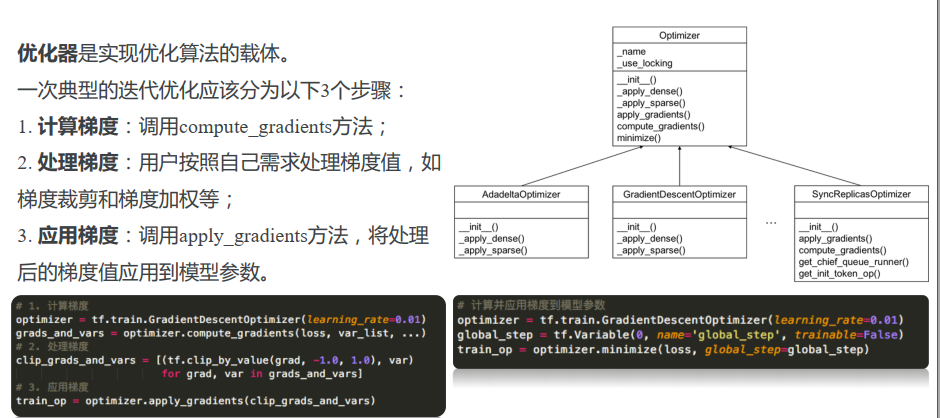 优化器是实现优化算法的载体。
一次典型的迭代优化应该分为以下3个步骤：
1. 计算梯度：调用compute_gradients方法；
2. 处理梯度：用户按照自己需求处理梯度值，如
梯度裁剪和梯度加权等；
3. 应用梯度：调用apply_gradients方法，将处理
后的梯度值应用到模型参数。
Optimizer
_name
_use_locking
__init__()
_apply_dense()
_apply_sparse()
apply_gradients()
compute_gradients()
minimize()
AdadeltaOptimizer
__init__()
_apply_dense()
_apply_sparse()
GradientDescentOptimizer
__init__()
_apply_dense()
_apply_sparse()
...
SyncReplicasOptimizer
__init__()
apply_gradients()
compute_gradients()
get_chief_queue_runner()
get_init_token_op()
# 1. 计算梯度
optimizer = tf.train.GradientDescentOptimizer(learning_rate=0.01)
grads_and_vars = optimizer.compute_gradients(loss, var_list, ...)
# 2. 处理梯度
clip_grads_and_vars = [(tf.clip_by_value(grad, -1.0, 1.0), var)
for grad, var in grads_and_vars]
# 3. 应用梯度
train_op = optimizer.apply_gradients(clip_grads_and_vars)
# 计算并应用梯度到模型参数
optimizer = tf.train.GradientDescentOptimizer(learning_rate=0.01)
global_step = tf.Variable(0, name='global_step', trainable=False)
train_op = optimizer.minimize(loss, global_step=global_step)